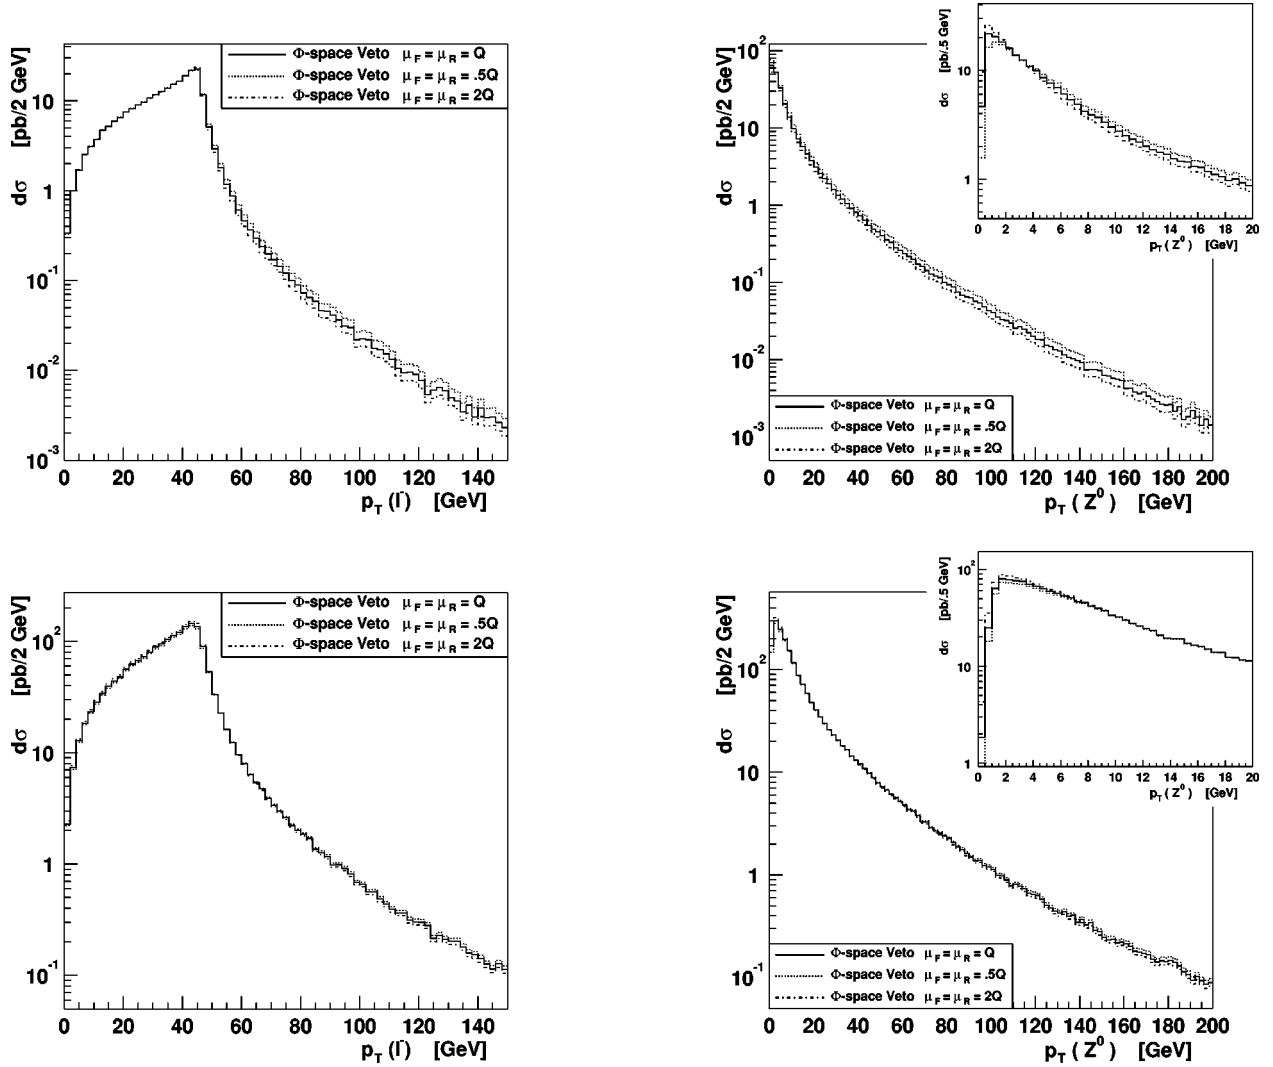 dσ [pb/2 GeV]
Φ-space Veto μ_F = μ_R = Q
Φ-space Veto μ_F = μ_R = .5Q
Φ-space Veto μ_F = μ_R = 2Q
10
1
10^-1
10^-2
10^-3
0 20 40 60 80 100 120 140
p_T (l^-) [GeV]
dσ [pb/2 GeV]
10^2
10
1
10^-1
10^-2
10^-3
0 20 40 60 80 100 120 140 160 180 200
p_T ( Z^0 ) [GeV]
Φ-space Veto μ_F = μ_R = Q
Φ-space Veto μ_F = μ_R = .5Q
Φ-space Veto μ_F = μ_R = 2Q
dσ [pb/.5 GeV]
10
1
0 2 4 6 8 10 12 14 16 18 20
p_T ( Z^0 ) [GeV]
dσ [pb/2 GeV]
Φ-space Veto μ_F = μ_R = Q
Φ-space Veto μ_F = μ_R = .5Q
Φ-space Veto μ_F = μ_R = 2Q
10^2
10
1
10^-1
0 20 40 60 80 100 120 140
p_T (l^-) [GeV]
dσ [pb/2 GeV]
10^2
10
1
10^-1
0 20 40 60 80 100 120 140 160 180 200
p_T ( Z^0 ) [GeV]
Φ-space Veto μ_F = μ_R = Q
Φ-space Veto μ_F = μ_R = .5Q
Φ-space Veto μ_F = μ_R = 2Q
dσ [pb/.5 GeV]
10^2
10
1
0 2 4 6 8 10 12 14 16 18 20
p_T ( Z^0 ) [GeV]